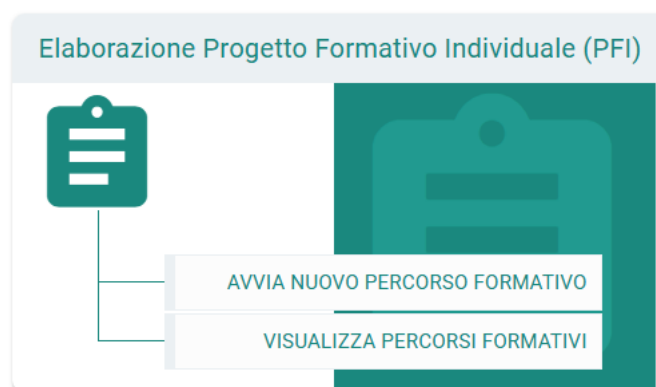 Elaborazione Progetto Formativo Individuale (PFI)
AVVIA NUOVO PERCORSO FORMATIVO
VISUALIZZA PERCORSI FORMATIVI